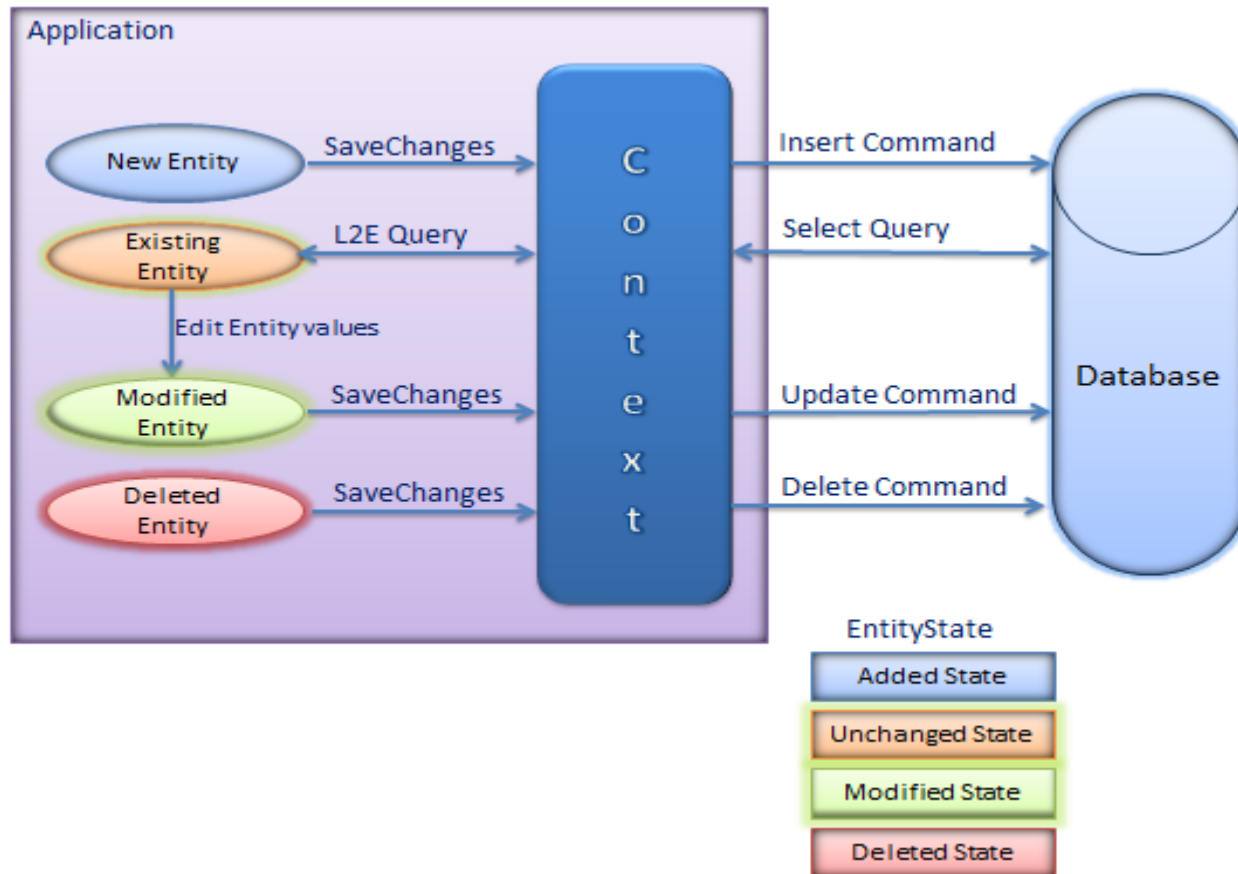 Application
New Entity
SaveChanges
Insert Command
Existing
Entity
L2E Query
Select Query
Edit Entity values
Modified
Entity
SaveChanges
Update Command
Deleted
Entity
SaveChanges
Delete Command
C
o
n
t
e
x
t
Database
EntityState
Added State
Unchanged State
Modified State
Deleted State